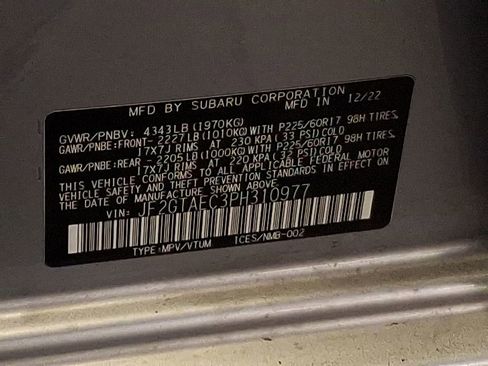 MFD BY SUBARU CORPORATION 12/22
GVWR/PNBV: 4343LB (1970KG)
GAWR/PNBE: FRONT- 2227LB (1010KG) WITH P225/60R17 98H TIRES,
17X7J RIMS AT 230 KPA (33 PSI) COLD
GAWR/PNBE: REAR - 2205LB (1000KG) WITH P225/60R17 98H TIRES,
17X7J RIMS AT 220 KPA (32 PSI) COLD
THIS VEHICLE CONFORMS TO ALL APPLICABLE FEDERAL MOTOR
VEHICLE SAFETY AND THEFT PREVENTION STANDARDS IN EFFECT ON
THE DATE OF MANUFACTURE SHOWN ABOVE.
VIN: JF2GTAEC3PH310977
TYPE: MPV/VTUM ICES/NMB-002